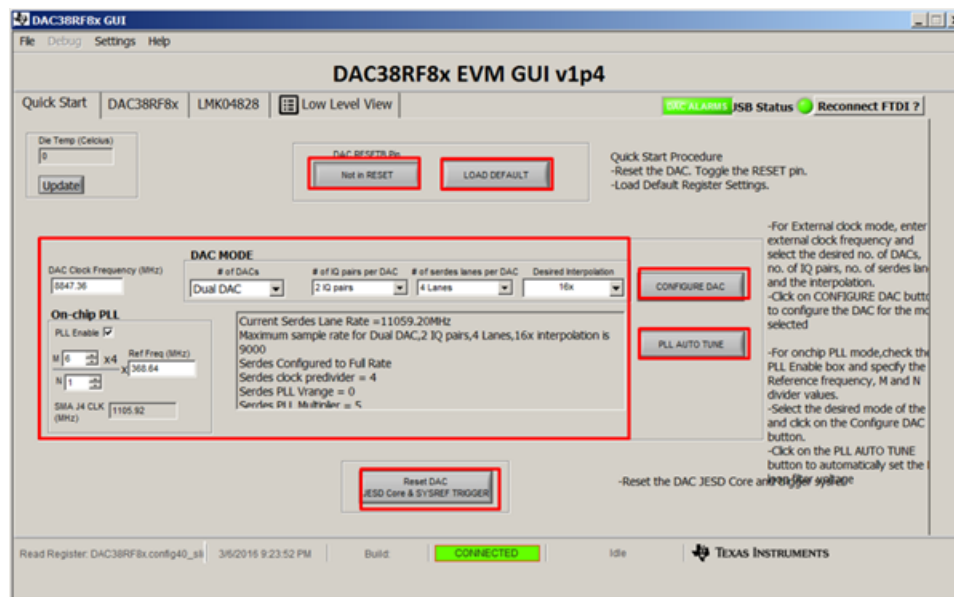 DAC38RF8x GUI
File Debug Settings Help
DAC38RF8x EVM GUI v1p4
Quick Start DAC38RF8x LMK04828 Low Level View
DAC ALARMS USB Status Reconnect FTDI ?
Die Temp (Celcius)
0
Update
DAC RESETB Pin
Not in RESET
LOAD DEFAULT
Quick Start Procedure
-Reset the DAC. Toggle the RESET pin.
-Load Default Register Settings.
DAC Clock Frequency (MHz)
8847.36
DAC MODE
# of DACs # of IQ pairs per DAC # of serdes lanes per DAC Desired Interpolation
Dual DAC 2 IQ pairs 4 Lanes 16x
On-chip PLL
PLL Enable
M 6 x4 Ref Freq (MHz)
x 368.64
N 1
SMA J4 CLK 1105.92
(MHz)
Current Serdes Lane Rate =11059.20MHz
Maximum sample rate for Dual DAC,2 IQ pairs,4 Lanes,16x interpolation is
9000
Serdes Configured to Full Rate
Serdes clock predivider = 4
Serdes PLL Vrange = 0
Serdes PLL Multiplier = 5
CONFIGURE DAC
PLL AUTO TUNE
-For External clock mode, enter
external clock frequency and
select the desired no. of DACs,
no. of IQ pairs, no. of serdes lan
and the interpolation.
-Click on CONFIGURE DAC butto
to configure the DAC for the mo
selected
-For onchip PLL mode,check the
PLL Enable box and specify the
Reference frequency, M and N
divider values.
-Select the desired mode of the
and click on the Configure DAC
button.
-Click on the PLL AUTO TUNE
button to automatically set the
loop filter voltage
Reset DAC
JESD Core & SYSREF TRIGGER
-Reset the DAC JESD Core and trigger
Read Register: DAC38RF8x.config40_sli 3/6/2016 9:23:52 PM Build: CONNECTED Idle TEXAS INSTRUMENTS